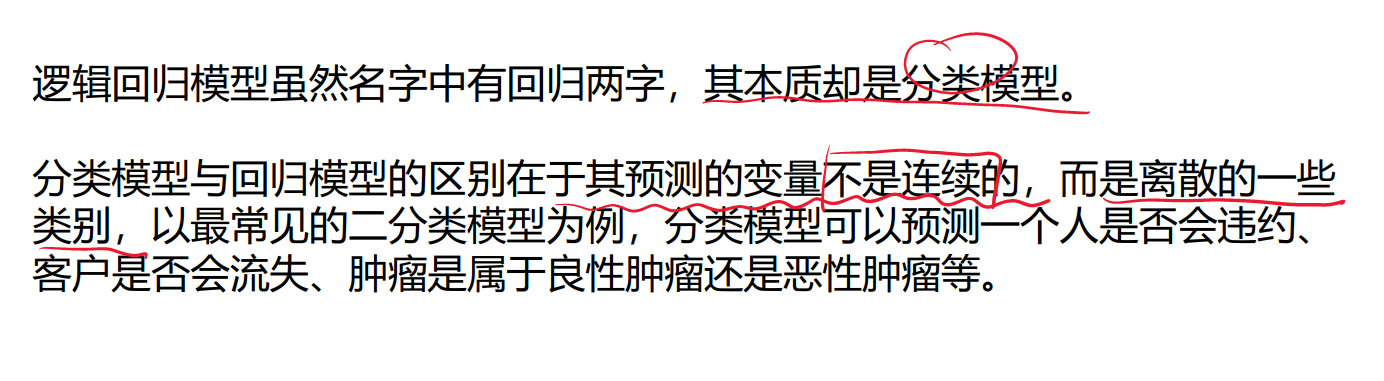 逻辑回归模型虽然名字中有回归两字，其本质却是分类模型。
分类模型与回归模型的区别在于其预测的变量不是连续的，而是离散的一些
类别，以最常见的二分类模型为例，分类模型可以预测一个人是否会违约、
客户是否会流失、肿瘤是属于良性肿瘤还是恶性肿瘤等。